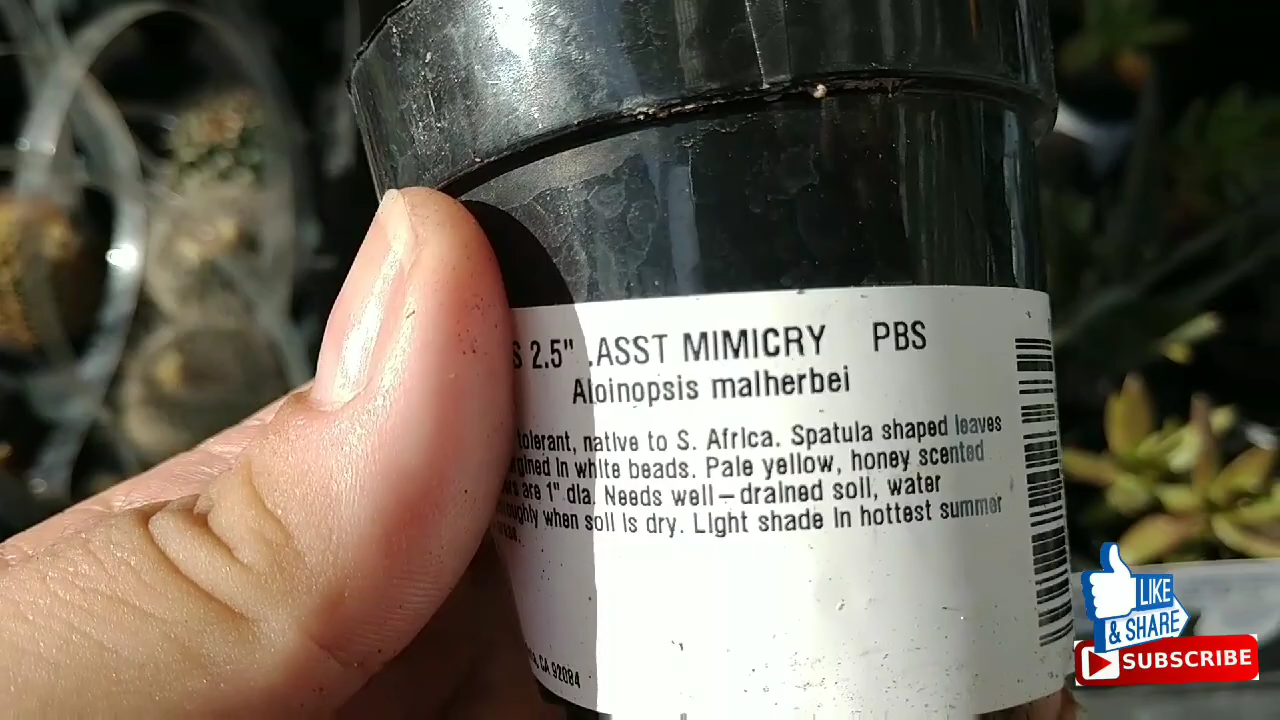 2.5" ASST MIMICRY PBS
Aloinopsis malherbei
tolerant, native to S. Africa. Spatula shaped leaves
in white beads. Pale yellow, honey scented
are 1" dia. Needs well-drained soil, water
when soil is dry. Light shade in hottest summer
CA 92084
LIKE
& SHARE
SUBSCRIBE